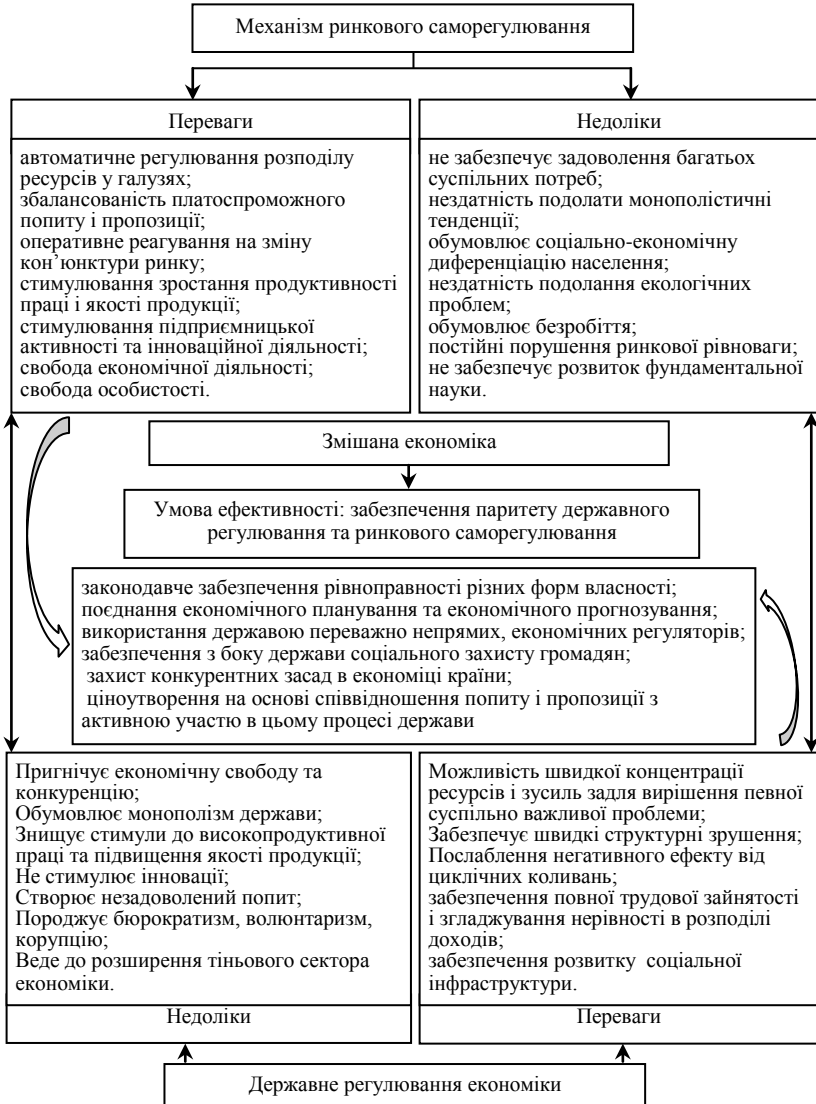 Механізм ринкового саморегулювання
Переваги
автоматичне регулювання розподілу
ресурсів у галузях;
збалансованість платоспроможного
попиту і пропозиції;
оперативне реагування на зміну
кон’юнктури ринку;
стимулювання зростання продуктивності
праці і якості продукції;
стимулювання підприємницької
активності та інноваційної діяльності;
свобода економічної діяльності;
свобода особистості.
Недоліки
не забезпечує задоволення багатьох
суспільних потреб;
нездатність подолати монополістичні
тенденції;
обумовлює соціально-економічну
диференціацію населення;
нездатність подолання екологічних
проблем;
обумовлює безробіття;
постійні порушення ринкової рівноваги;
не забезпечує розвиток фундаментальної
науки.
Змішана економіка
Умова ефективності: забезпечення паритету державного
регулювання та ринкового саморегулювання
законодавче забезпечення рівноправності різних форм власності;
поєднання економічного планування та економічного прогнозування;
використання державою переважно непрямих, економічних регуляторів;
забезпечення з боку держави соціального захисту громадян;
захист конкурентних засад в економіці країни;
ціноутворення на основі співвідношення попиту і пропозиції з
активною участю в цьому процесі держави
Пригнічує економічну свободу та
конкуренцію;
Обумовлює монополізм держави;
Знищує стимули до високопродуктивної
праці та підвищення якості продукції;
Не стимулює інновації;
Створює незадоволений попит;
Породжує бюрократизм, волюнтаризм,
корупцію;
Веде до розширення тіньового сектора
економіки.
Недоліки
Можливість швидкої концентрації
ресурсів і зусиль задля вирішення певної
суспільно важливої проблеми;
Забезпечує швидкі структурні зрушення;
Послаблення негативного ефекту від
циклічних коливань;
забезпечення повної трудової зайнятості
і згладжування нерівності в розподілі
доходів;
забезпечення розвитку соціальної
інфраструктури.
Переваги
Державне регулювання економіки